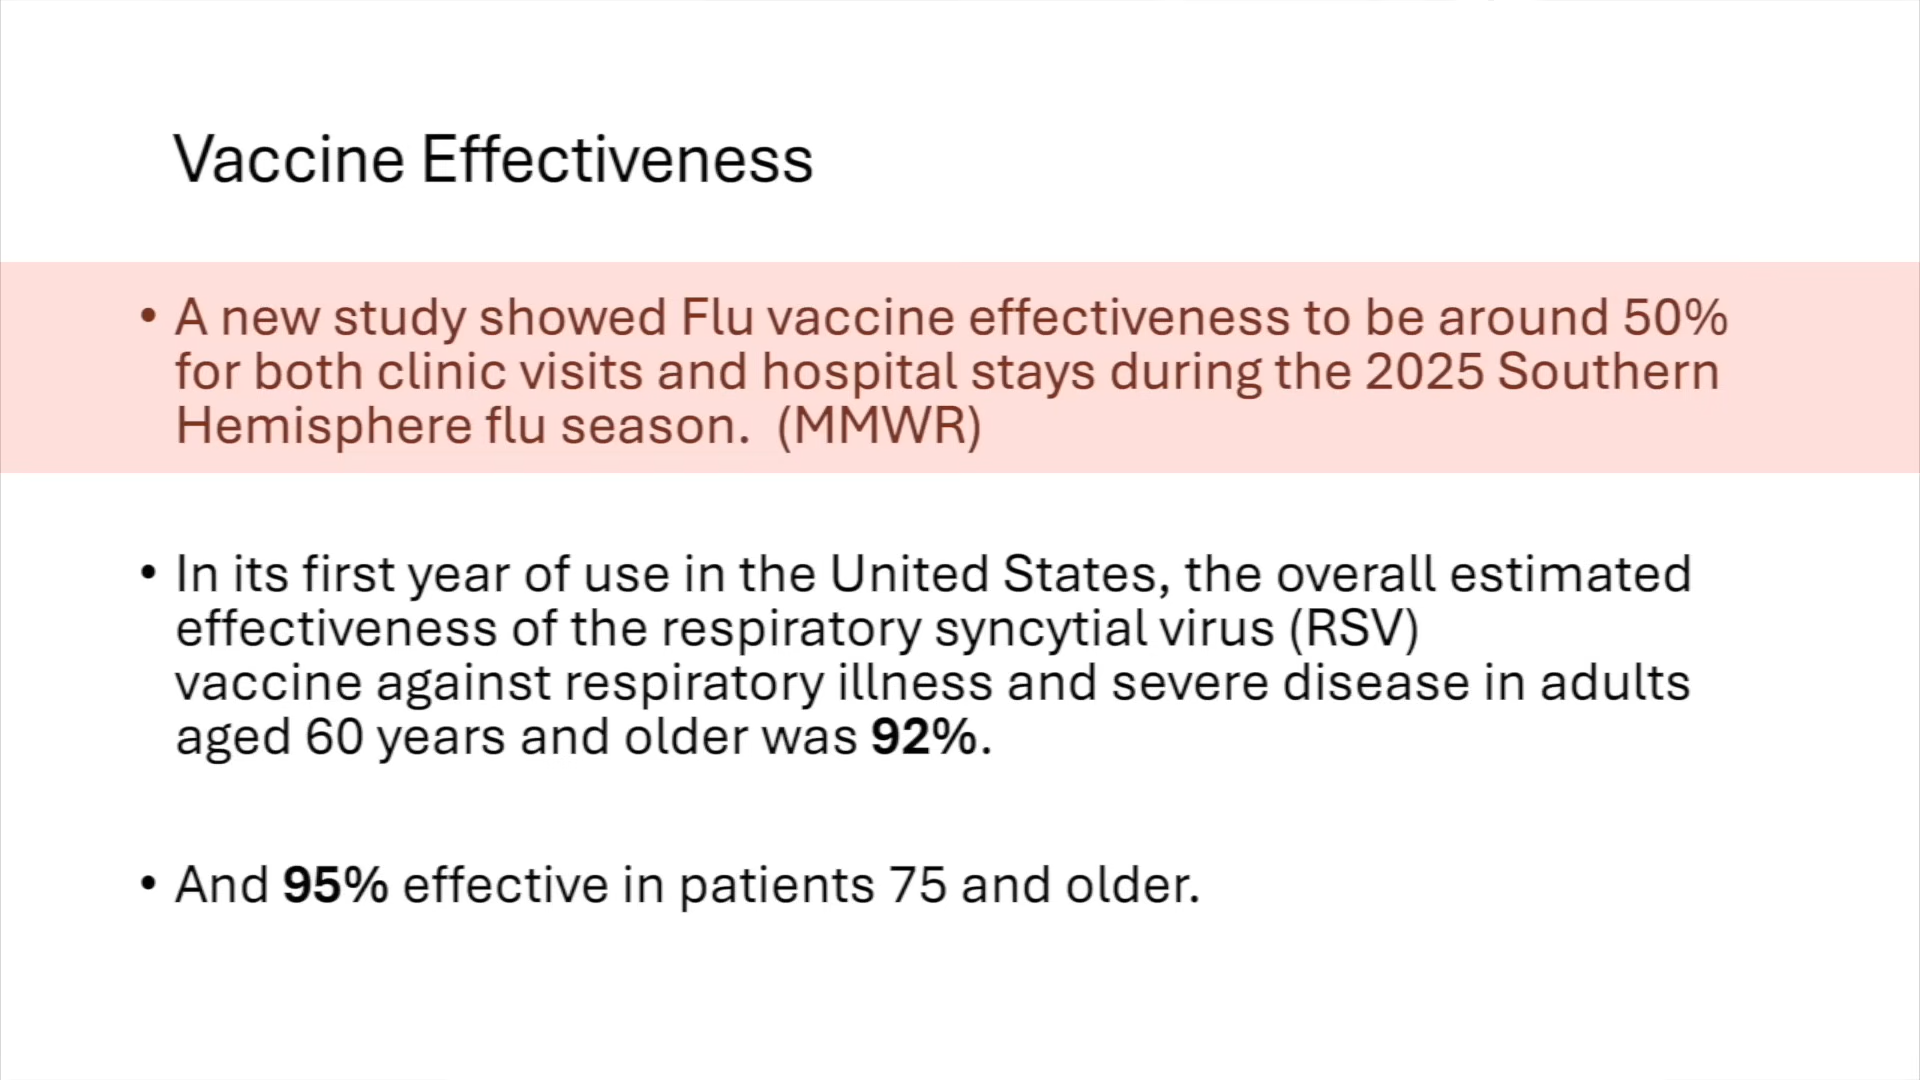 Vaccine Effectiveness
• A new study showed Flu vaccine effectiveness to be around 50%
for both clinic visits and hospital stays during the 2025 Southern
Hemisphere flu season.  (MMWR)
• In its first year of use in the United States, the overall estimated
effectiveness of the respiratory syncytial virus (RSV)
vaccine against respiratory illness and severe disease in adults
aged 60 years and older was 92%.
• And 95% effective in patients 75 and older.